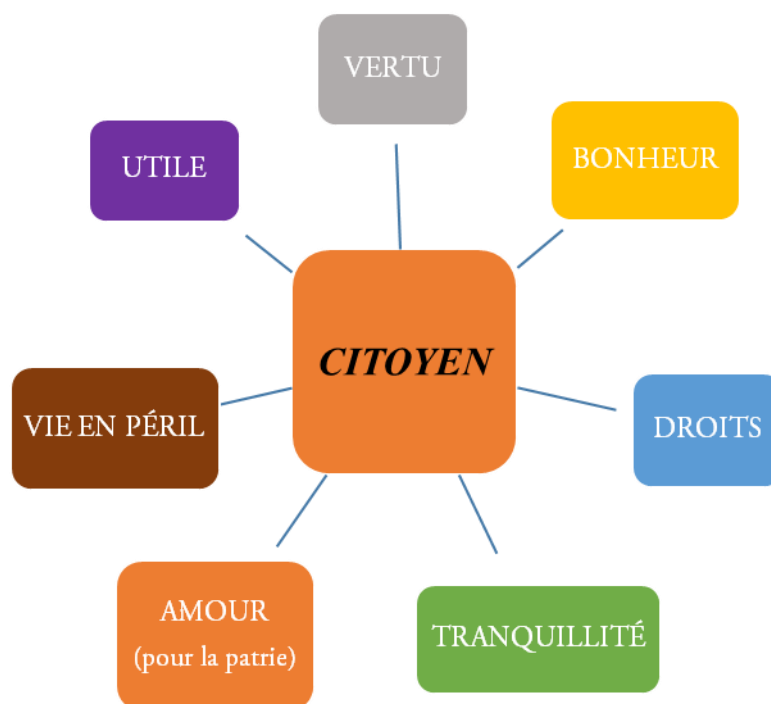 VERTU
BONHEUR
UTILE
CITOYEN
VIE EN PÉRIL
DROITS
AMOUR
(pour la patrie)
TRANQUILLITÉ